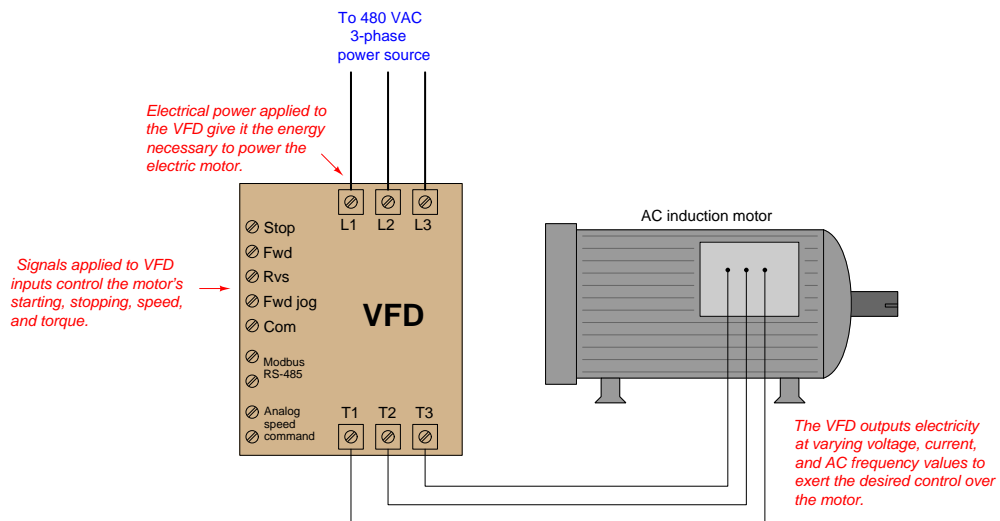 To 480 VAC
3-phase
power source
Electrical power applied to
the VFD give it the energy
necessary to power the
electric motor.
L1 L2 L3
Stop
Fwd
Rvs
Fwd jog
Com
Modbus
RS-485
Analog
speed
command
VFD
T1 T2 T3
Signals applied to VFD
inputs control the motor's
starting, stopping, speed,
and torque.
AC induction motor
The VFD outputs electricity
at varying voltage, current,
and AC frequency values to
exert the desired control over
the motor.